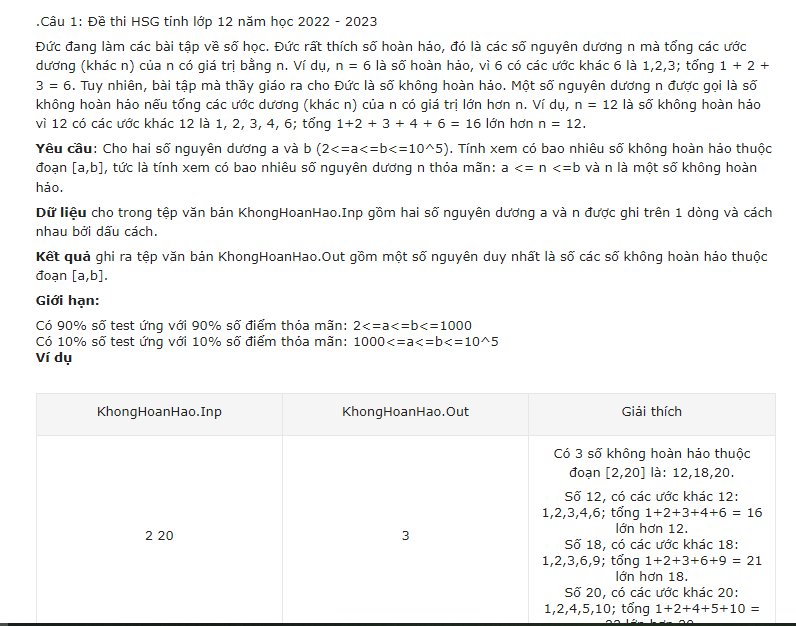 .Câu 1: Đề thi HSG tỉnh lớp 12 năm học 2022 - 2023
Đức đang làm các bài tập về số học. Đức rất thích số hoàn hảo, đó là các số nguyên dương n mà tổng các ước
dương (khác n) của n có giá trị bằng n. Ví dụ, n = 6 là số hoàn hảo, vì 6 có các ước khác 6 là 1,2,3; tổng 1 + 2 +
3 = 6. Tuy nhiên, bài tập mà thầy giáo ra cho Đức là số không hoàn hảo. Một số nguyên dương n được gọi là số
không hoàn hảo nếu tổng các ước dương (khác n) của n có giá trị lớn hơn n. Ví dụ, n = 12 là số không hoàn hảo
vì 12 có các ước khác 12 là 1, 2, 3, 4, 6; tổng 1+2 + 3 + 4 + 6 = 16 lớn hơn n = 12.
Yêu cầu: Cho hai số nguyên dương a và b (2<=a<=b<=10^5). Tính xem có bao nhiêu số không hoàn hảo thuộc
đoạn [a,b], tức là tính xem có bao nhiêu số nguyên dương n thỏa mãn: a <= n <=b và n là một số không hoàn
hảo.
Dữ liệu cho trong tệp văn bản KhongHoanHao.Inp gồm hai số nguyên dương a và n được ghi trên 1 dòng và cách
nhau bởi dấu cách.
Kết quả ghi ra tệp văn bản KhongHoanHao.Out gồm một số nguyên duy nhất là số các số không hoàn hảo thuộc
đoạn [a,b].
Giới hạn:
Có 90% số test ứng với 90% số điểm thỏa mãn: 2<=a<=b<=1000
Có 10% số test ứng với 10% số điểm thỏa mãn: 1000<=a<=b<=10^5
Ví dụ
KhongHoanHao.Inp
KhongHoanHao.Out
Giải thích
2 20
3
Có 3 số không hoàn hảo thuộc
đoạn [2,20] là: 12,18,20.
Số 12, có các ước khác 12:
1,2,3,4,6; tổng 1+2+3+4+6 = 16
lớn hơn 12.
Số 18, có các ước khác 18:
1,2,3,6,9; tổng 1+2+3+6+9 = 21
lớn hơn 18.
Số 20, có các ước khác 20:
1,2,4,5,10; tổng 1+2+4+5+10 =